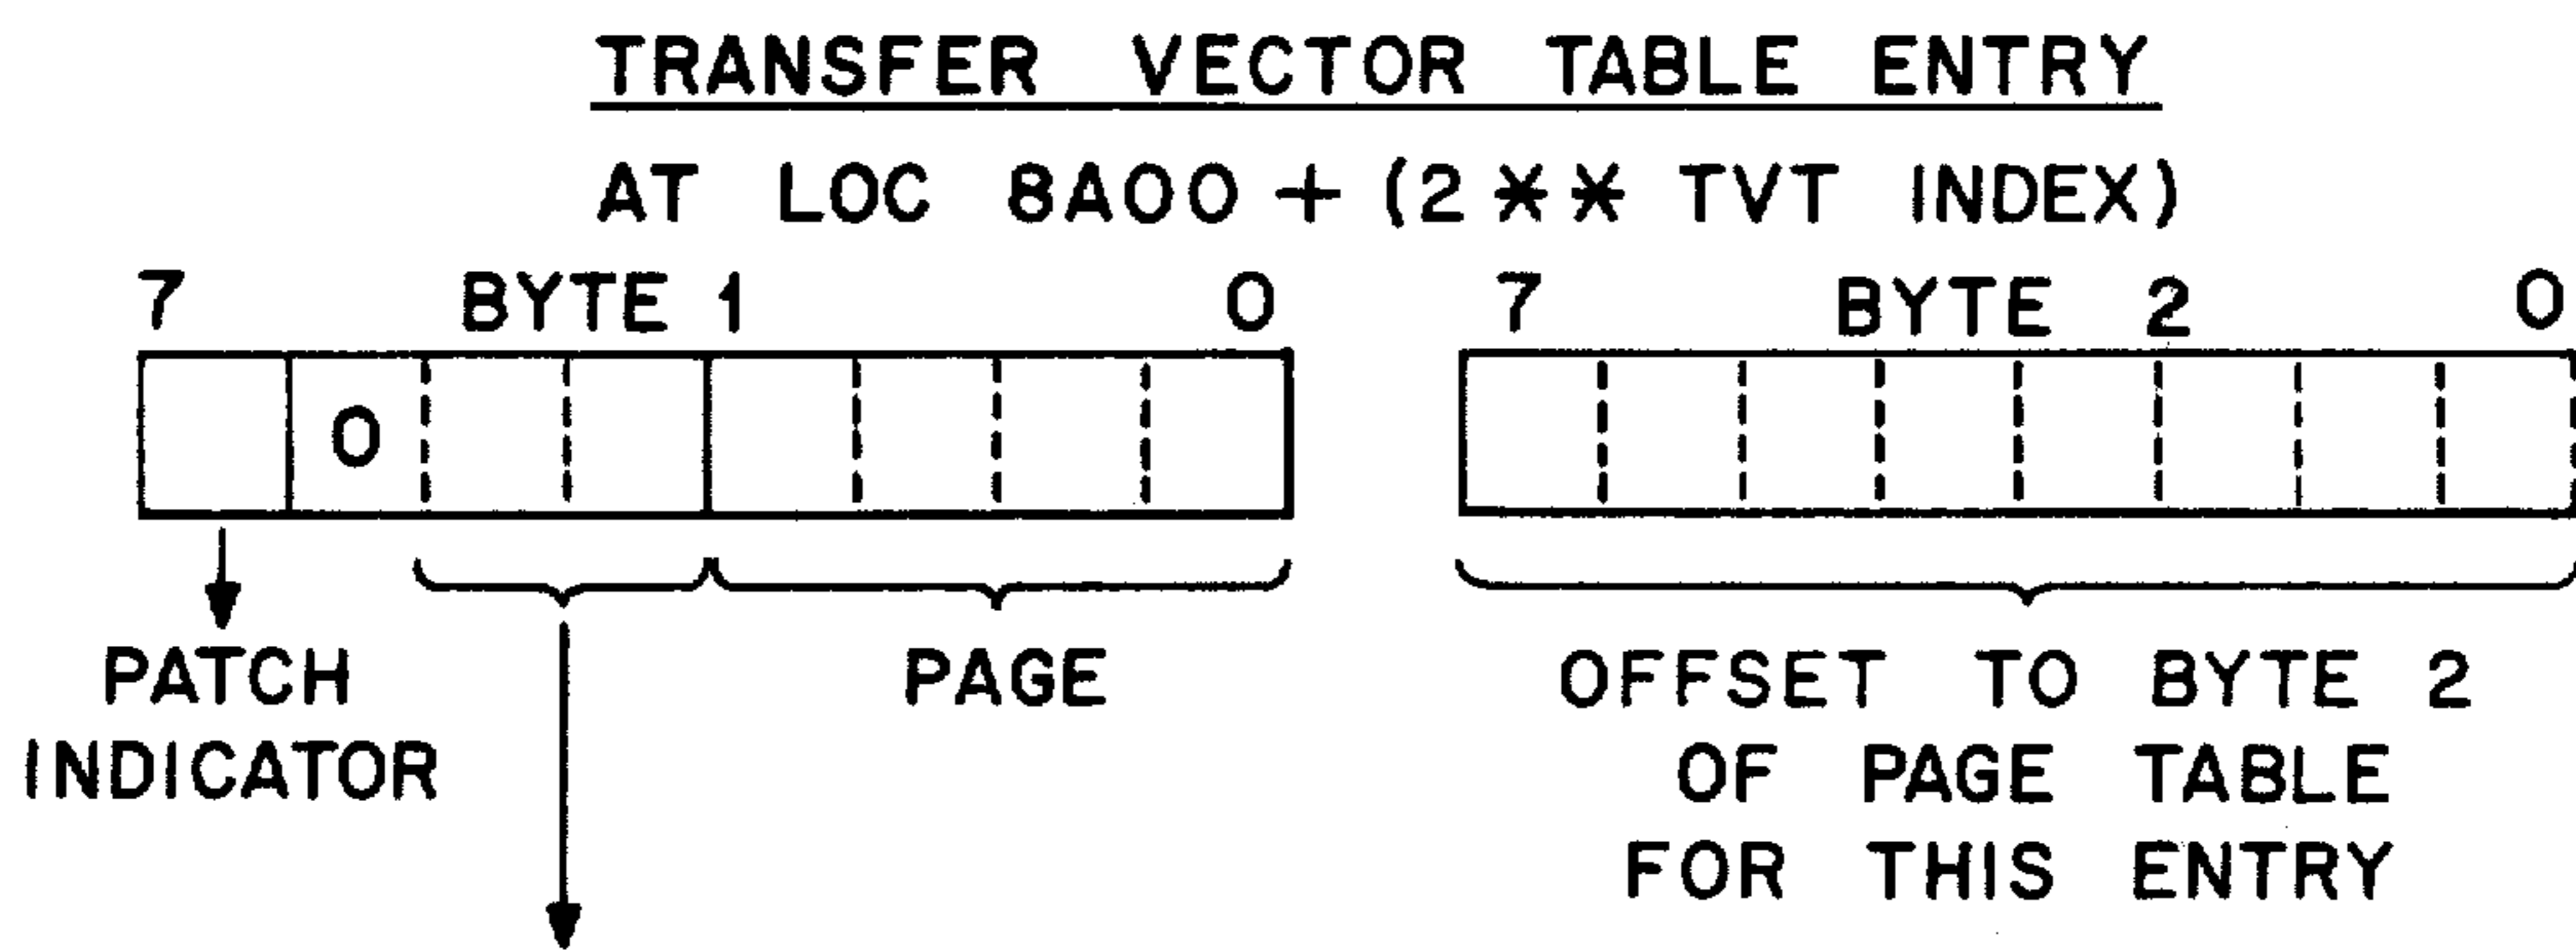 TRANSFER VECTOR TABLE ENTRY
AT LOC 8A00 + (2 ** TVT INDEX)
7 BYTE 1 0 7 BYTE 2 0
0
PATCH INDICATOR
PAGE
OFFSET TO BYTE 2
OF PAGE TABLE
FOR THIS ENTRY